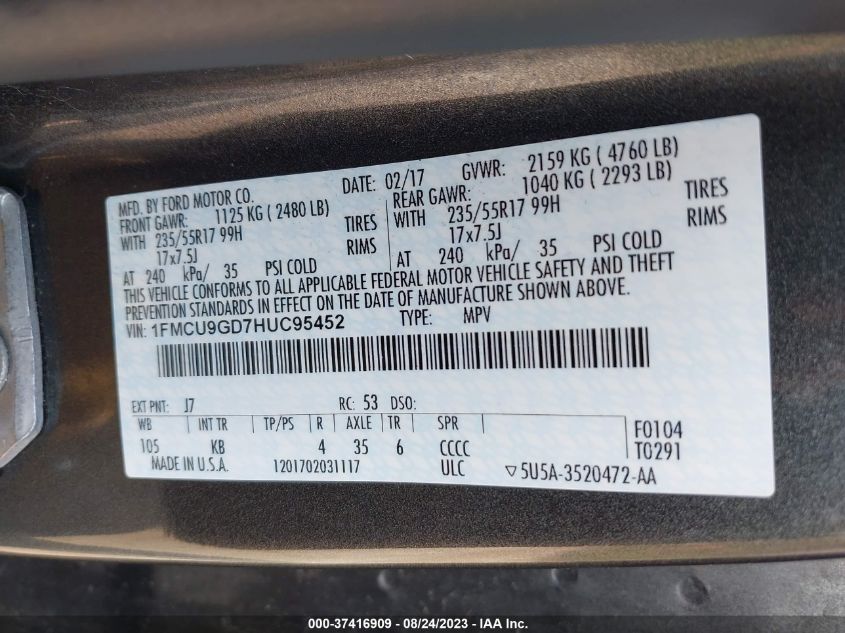 MFD. BY FORD MOTOR CO. DATE: 02/17 GVWR: 2159 KG ( 4760 LB)
FRONT GAWR: 1125 KG ( 2480 LB) REAR GAWR: 1040 KG ( 2293 LB)
WITH 235/55R17 99H TIRES WITH 235/55R17 99H TIRES
17x7.5J RIMS 17x7.5J RIMS
AT 240 kPa/ 35 PSI COLD AT 240 kPa/ 35 PSI COLD
THIS VEHICLE CONFORMS TO ALL APPLICABLE FEDERAL MOTOR VEHICLE SAFETY AND THEFT
PREVENTION STANDARDS IN EFFECT ON THE DATE OF MANUFACTURE SHOWN ABOVE.
VIN: 1FMCU9GD7HUC95452 TYPE: MPV
EXT PNT: J7 RC: 53 DSO:
WB INT TR TP/PS R AXLE TR SPR F0104
105 KB 4 35 6 CCCC T0291
MADE IN U.S.A. 1201702031117 ULC ▽5U5A-3520472-AA
000-37416909 - 08/24/2023 - IAA Inc.